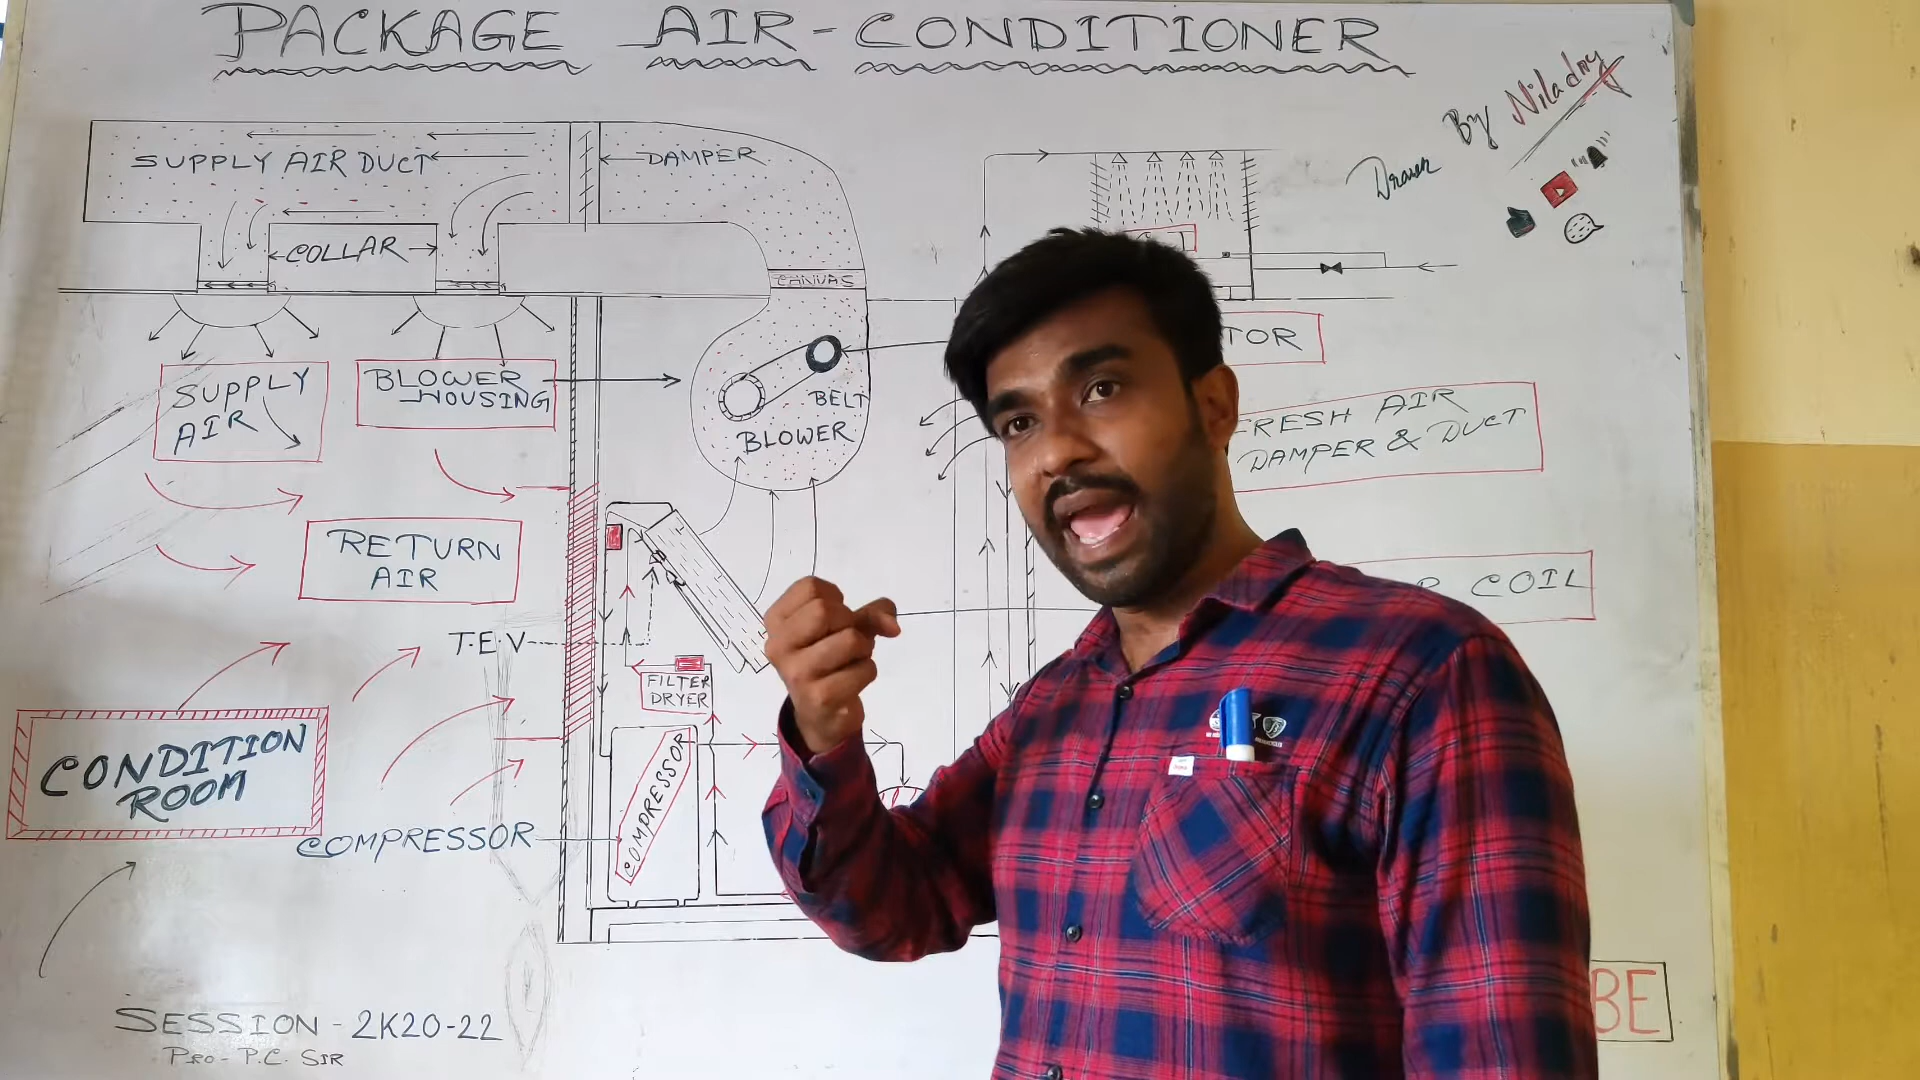 PACKAGE AIR-CONDITIONER
Drawn By Niladry
SUPPLY AIR DUCT
DAMPER
COLLAR
CANVAS
SUPPLY
AIR
BLOWER
HOUSING
BELT
BLOWER
TOR
FRESH AIR
DAMPER & DUCT
RETURN
AIR
COIL
T.E.V
FILTER
DRYER
CONDITION
ROOM
COMPRESSOR
COMPRESSOR
SESSION - 2K20-22
PRO - P.C. SIR
BE